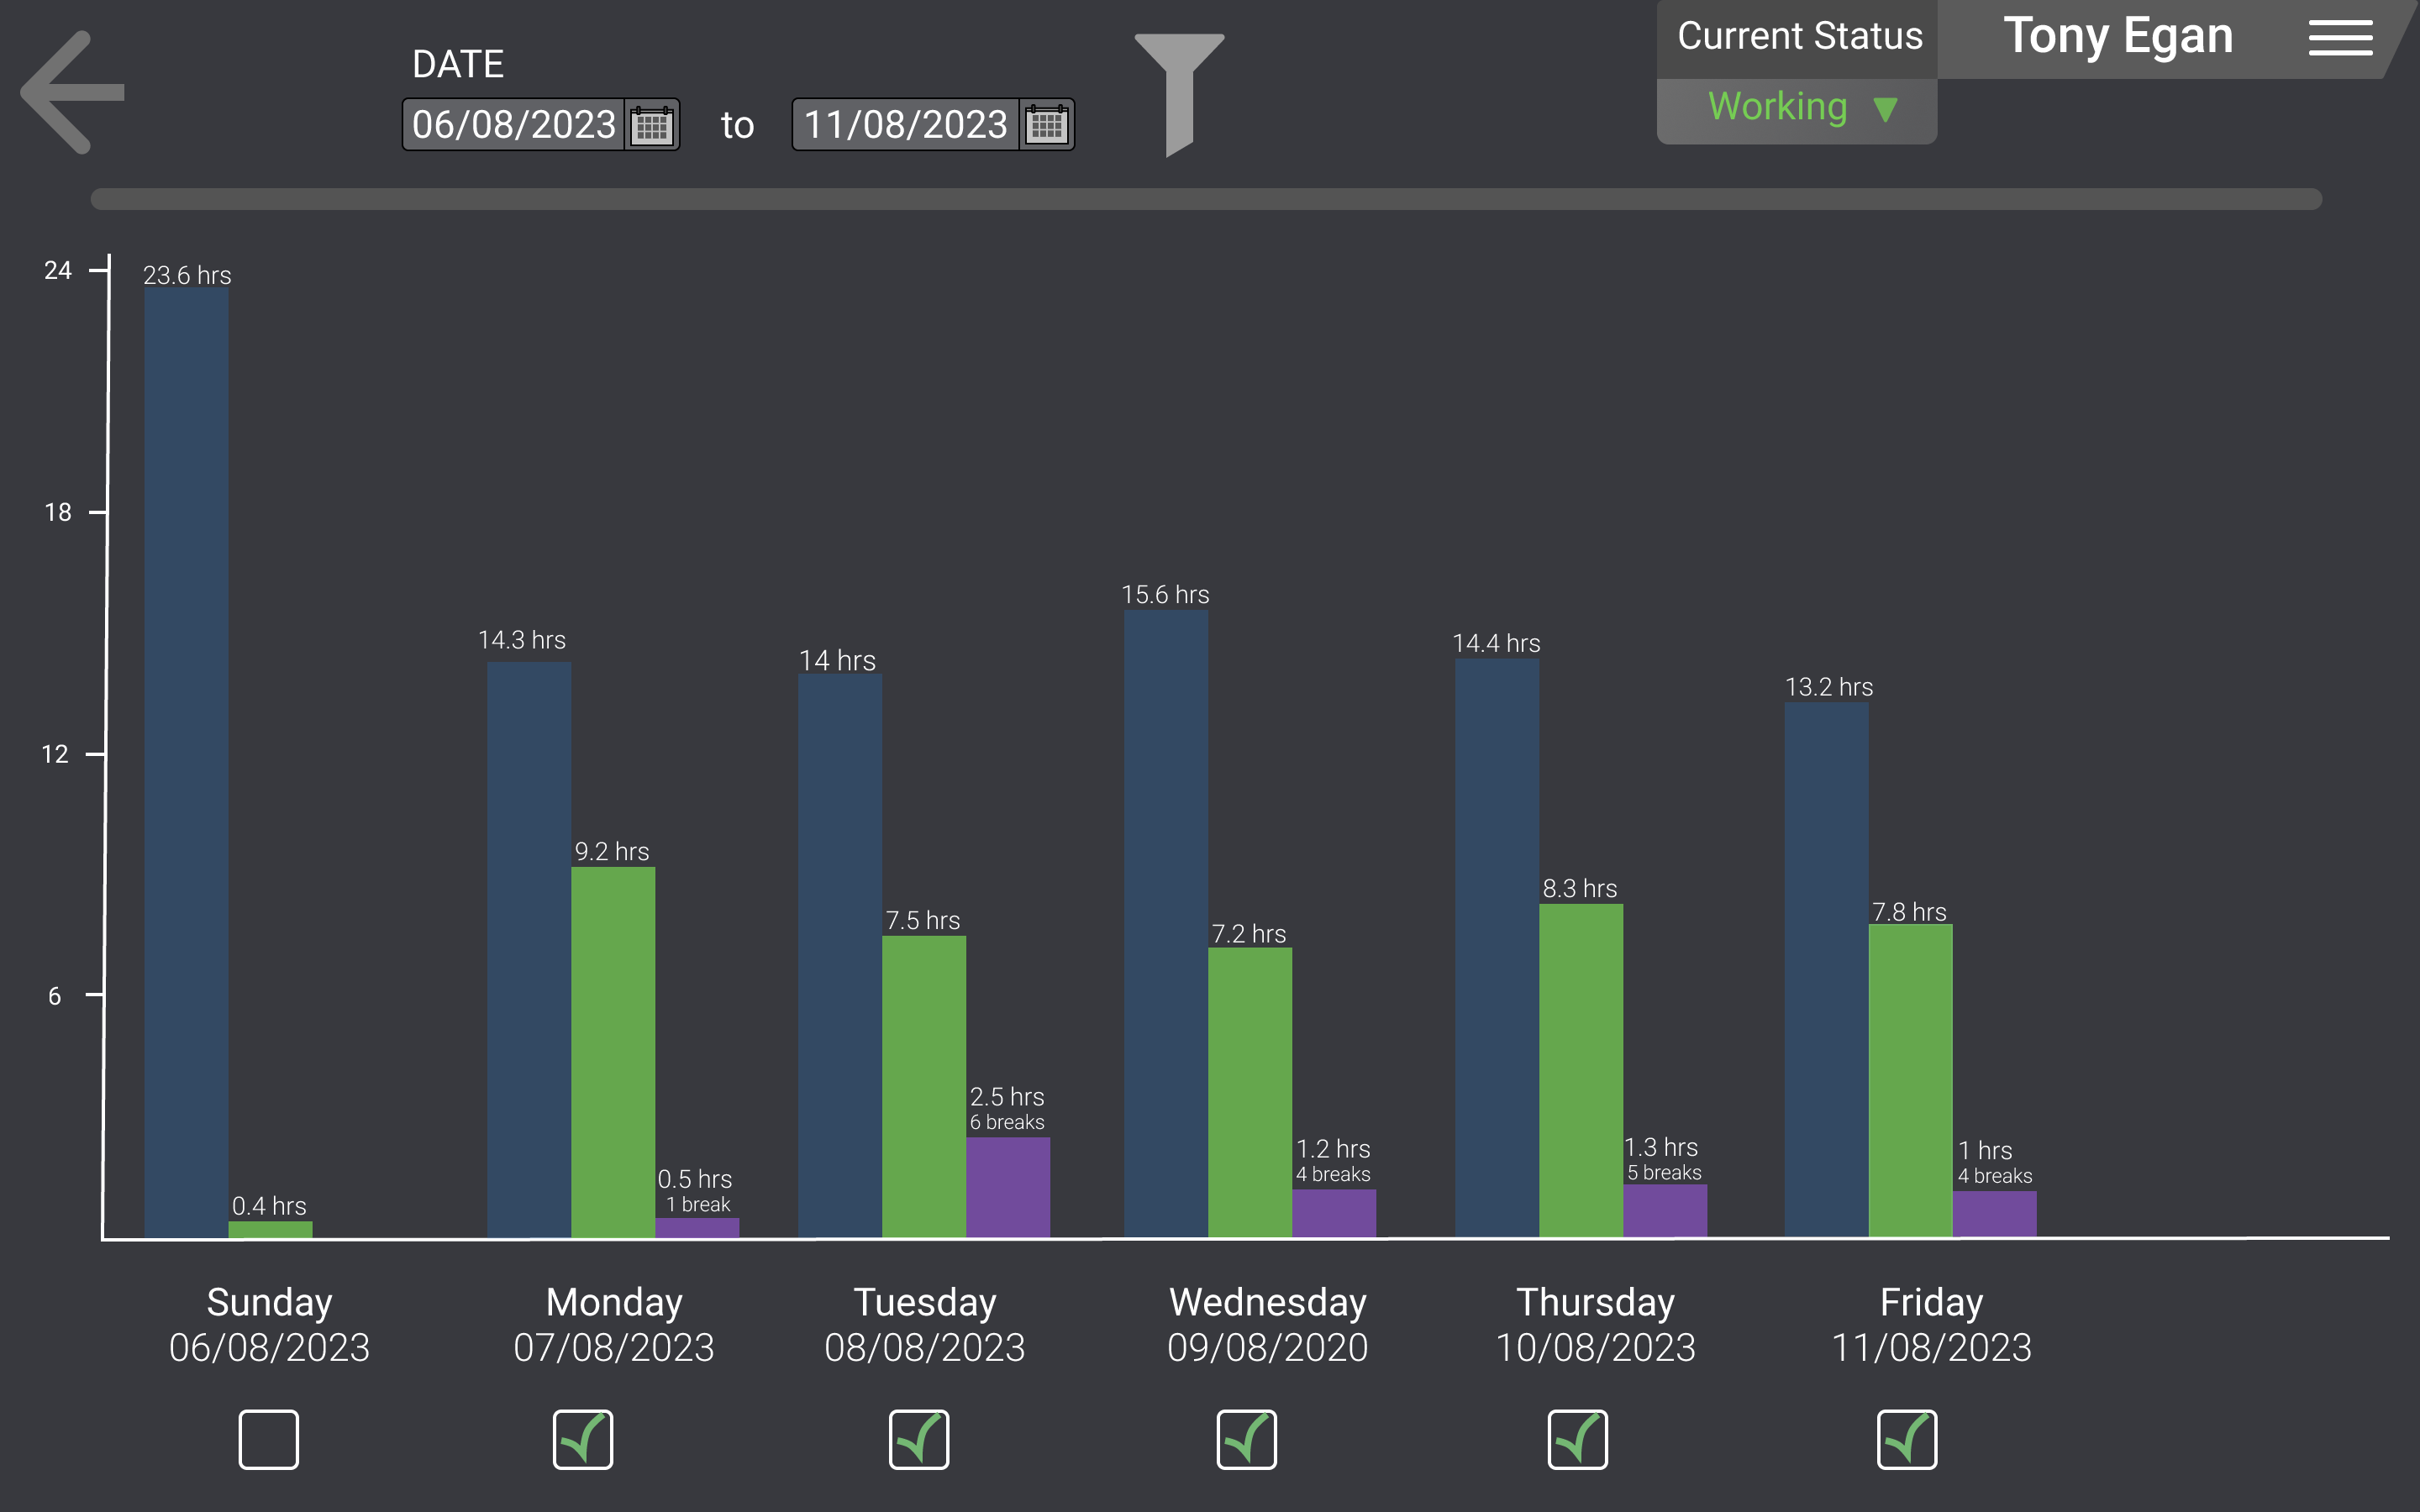 Current Status
Tony Egan
DATE
Working
06/08/2023
to
11/08/2023
24
23.6 hrs
18
15.6 hrs
14.3 hrs
14.4 hrs
14 hrs
13.2 hrs
12
9.2 hrs
8.3 hrs
7.8 hrs
7.5 hrs
7.2 hrs
6
2.5 hrs
6 breaks
1.2 hrs
4 breaks
1.3 hrs
5 breaks
1 hrs
4 breaks
0.5 hrs
1 break
0.4 hrs
Sunday
06/08/2023
Monday
07/08/2023
Tuesday
08/08/2023
Wednesday
09/08/2020
Thursday
10/08/2023
Friday
11/08/2023